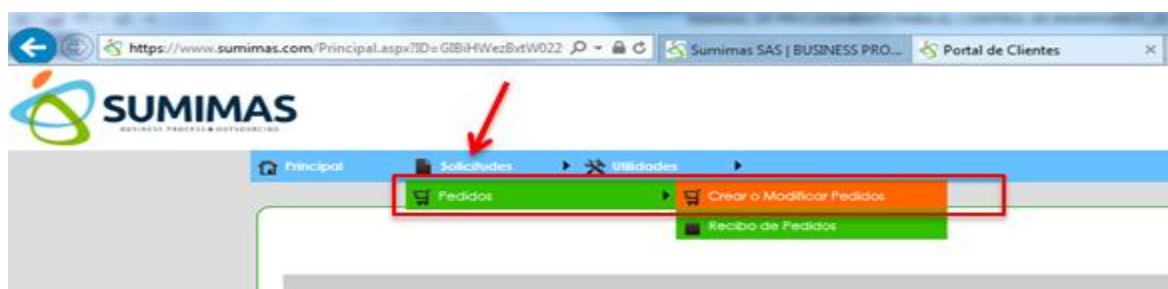 https://www.sumimas.com/Principal.aspx?ID=GIBiHWezBxtW022
Sumimas SAS | BUSINESS PRO...
Portal de Clientes
SUMIMAS
BUSINESS PROCESS OUTSOURCING
Principal
Solicitudes
Utilidades
Pedidos
Crear o Modificar Pedidos
Recibo de Pedidos